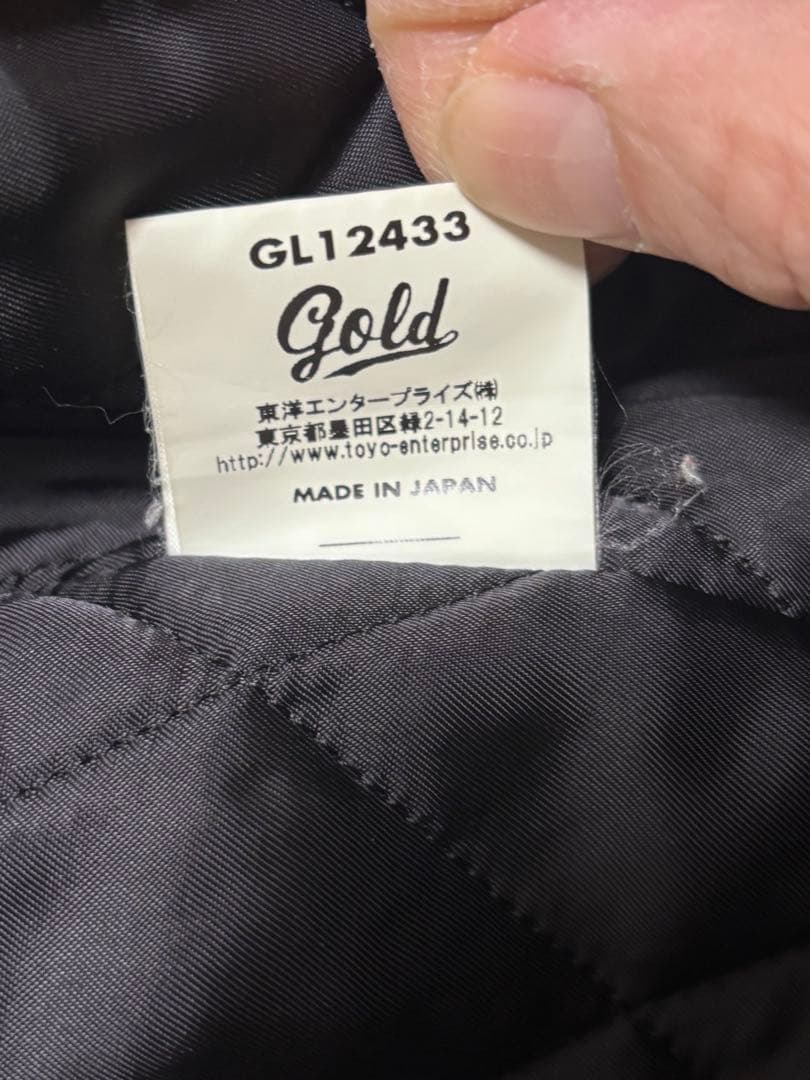 GL12433
Gold
東洋エンタープライズ㈱
東京都墨田区緑2-14-12
http://www.toyo-enterprise.co.jp
MADE IN JAPAN